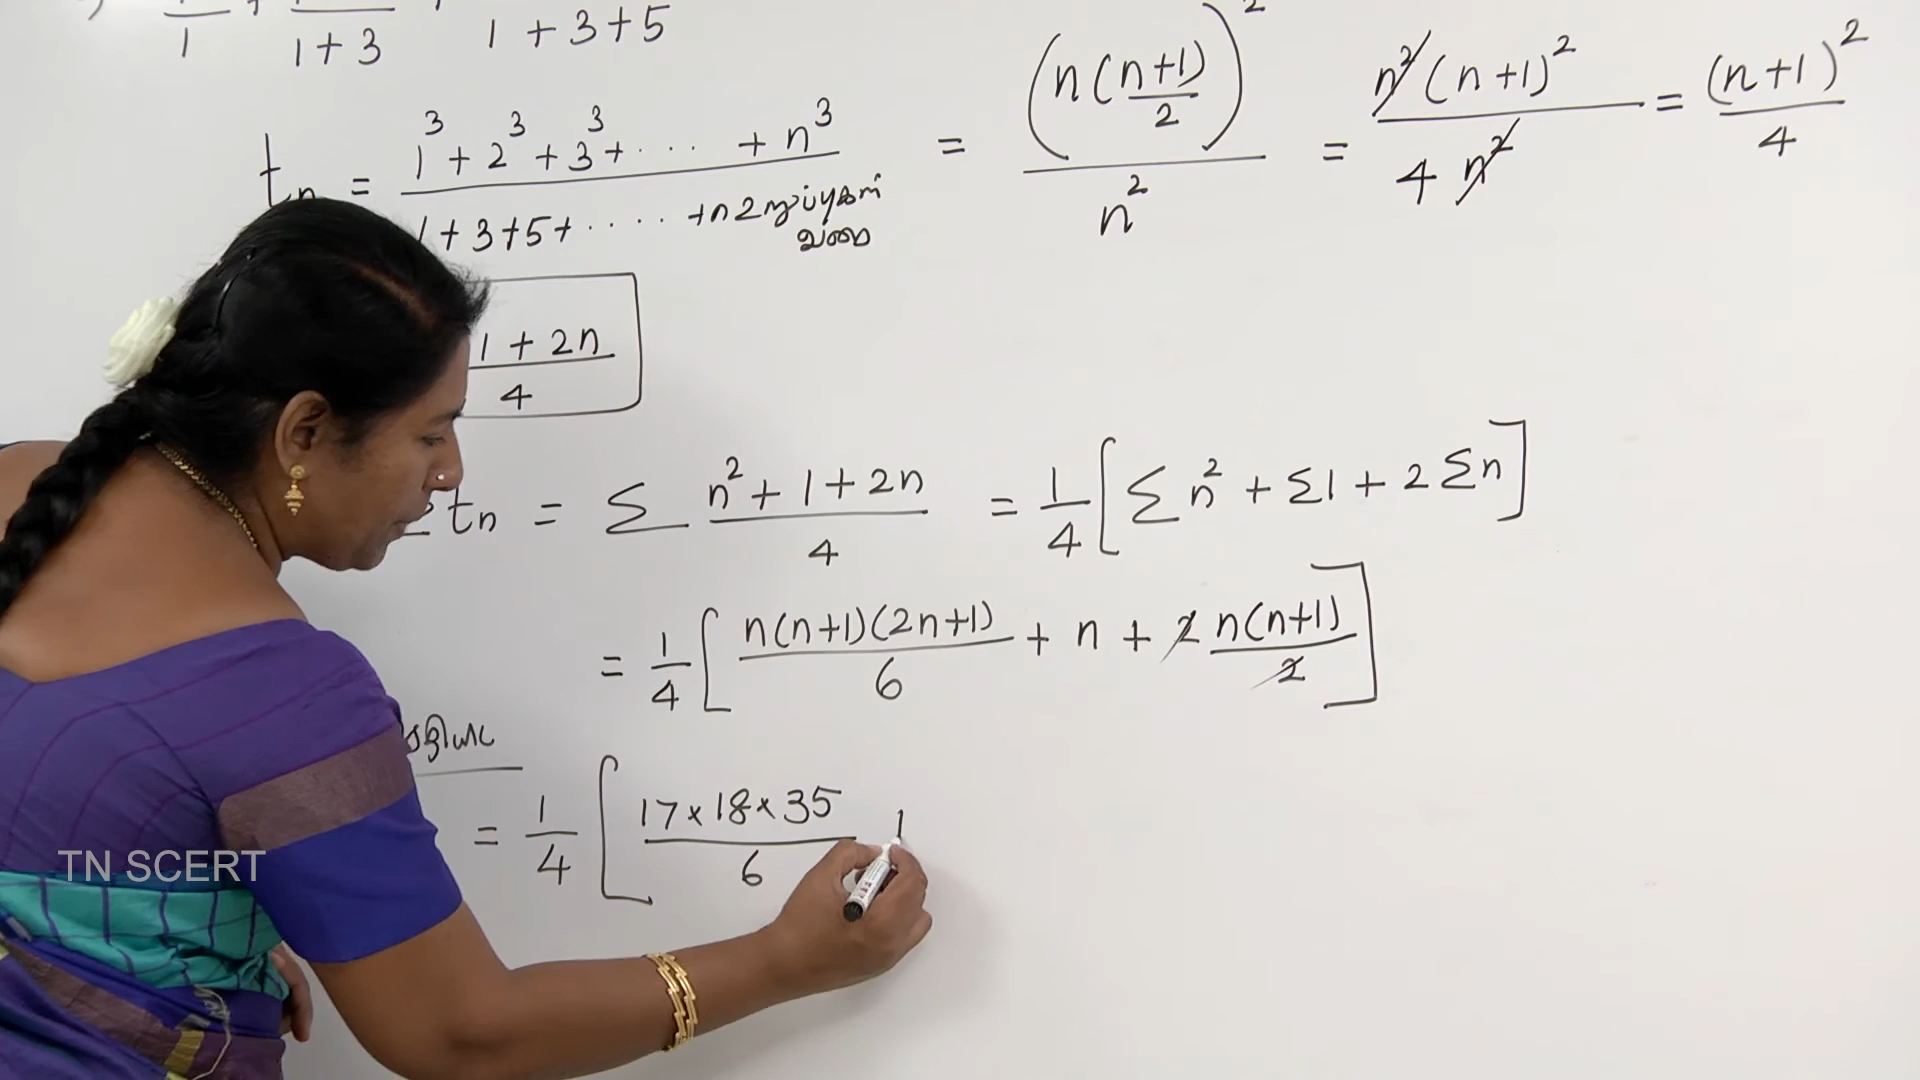 1 + 1+3 + 1+3+5
tn = 1³ + 2³ + 3³ + .... + n³ / 1+3+5+ ..... +n உறுப்புகள் வரை = (n(n+1)/2)² / n² = n²(n+1)² / 4n² = (n+1)² / 4
1 + 2n / 4
tn = Σ n² + 1 + 2n / 4 = 1/4 [Σn² + Σ1 + 2Σn]
= 1/4 [n(n+1)(2n+1) / 6 + n + 2 n(n+1) / 2]
= 1/4 [17×18×35 / 6
TN SCERT